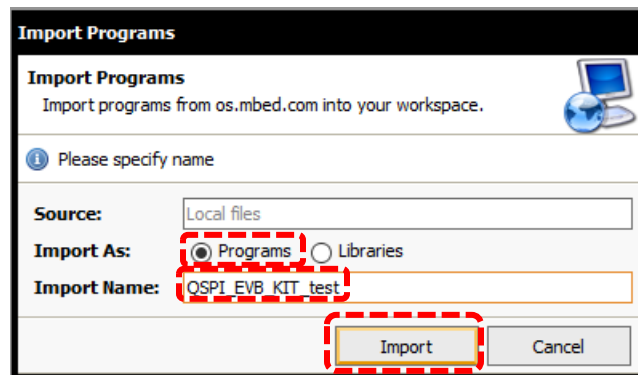 Import Programs
Import Programs
Import programs from os.mbed.com into your workspace.
Please specify name
Source: Local files
Import As: Programs Libraries
Import Name: QSPI_EVB_KIT_test
Import Cancel